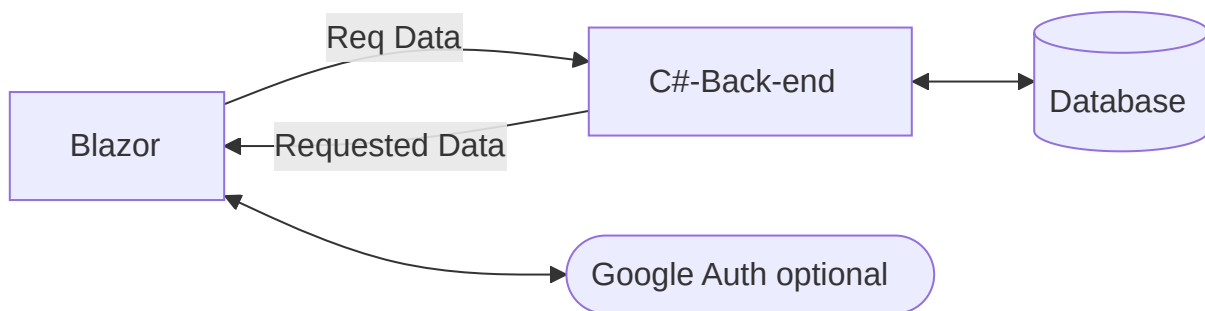 Req Data
C#-Back-end
Database
Blazor
Requested Data
Google Auth optional